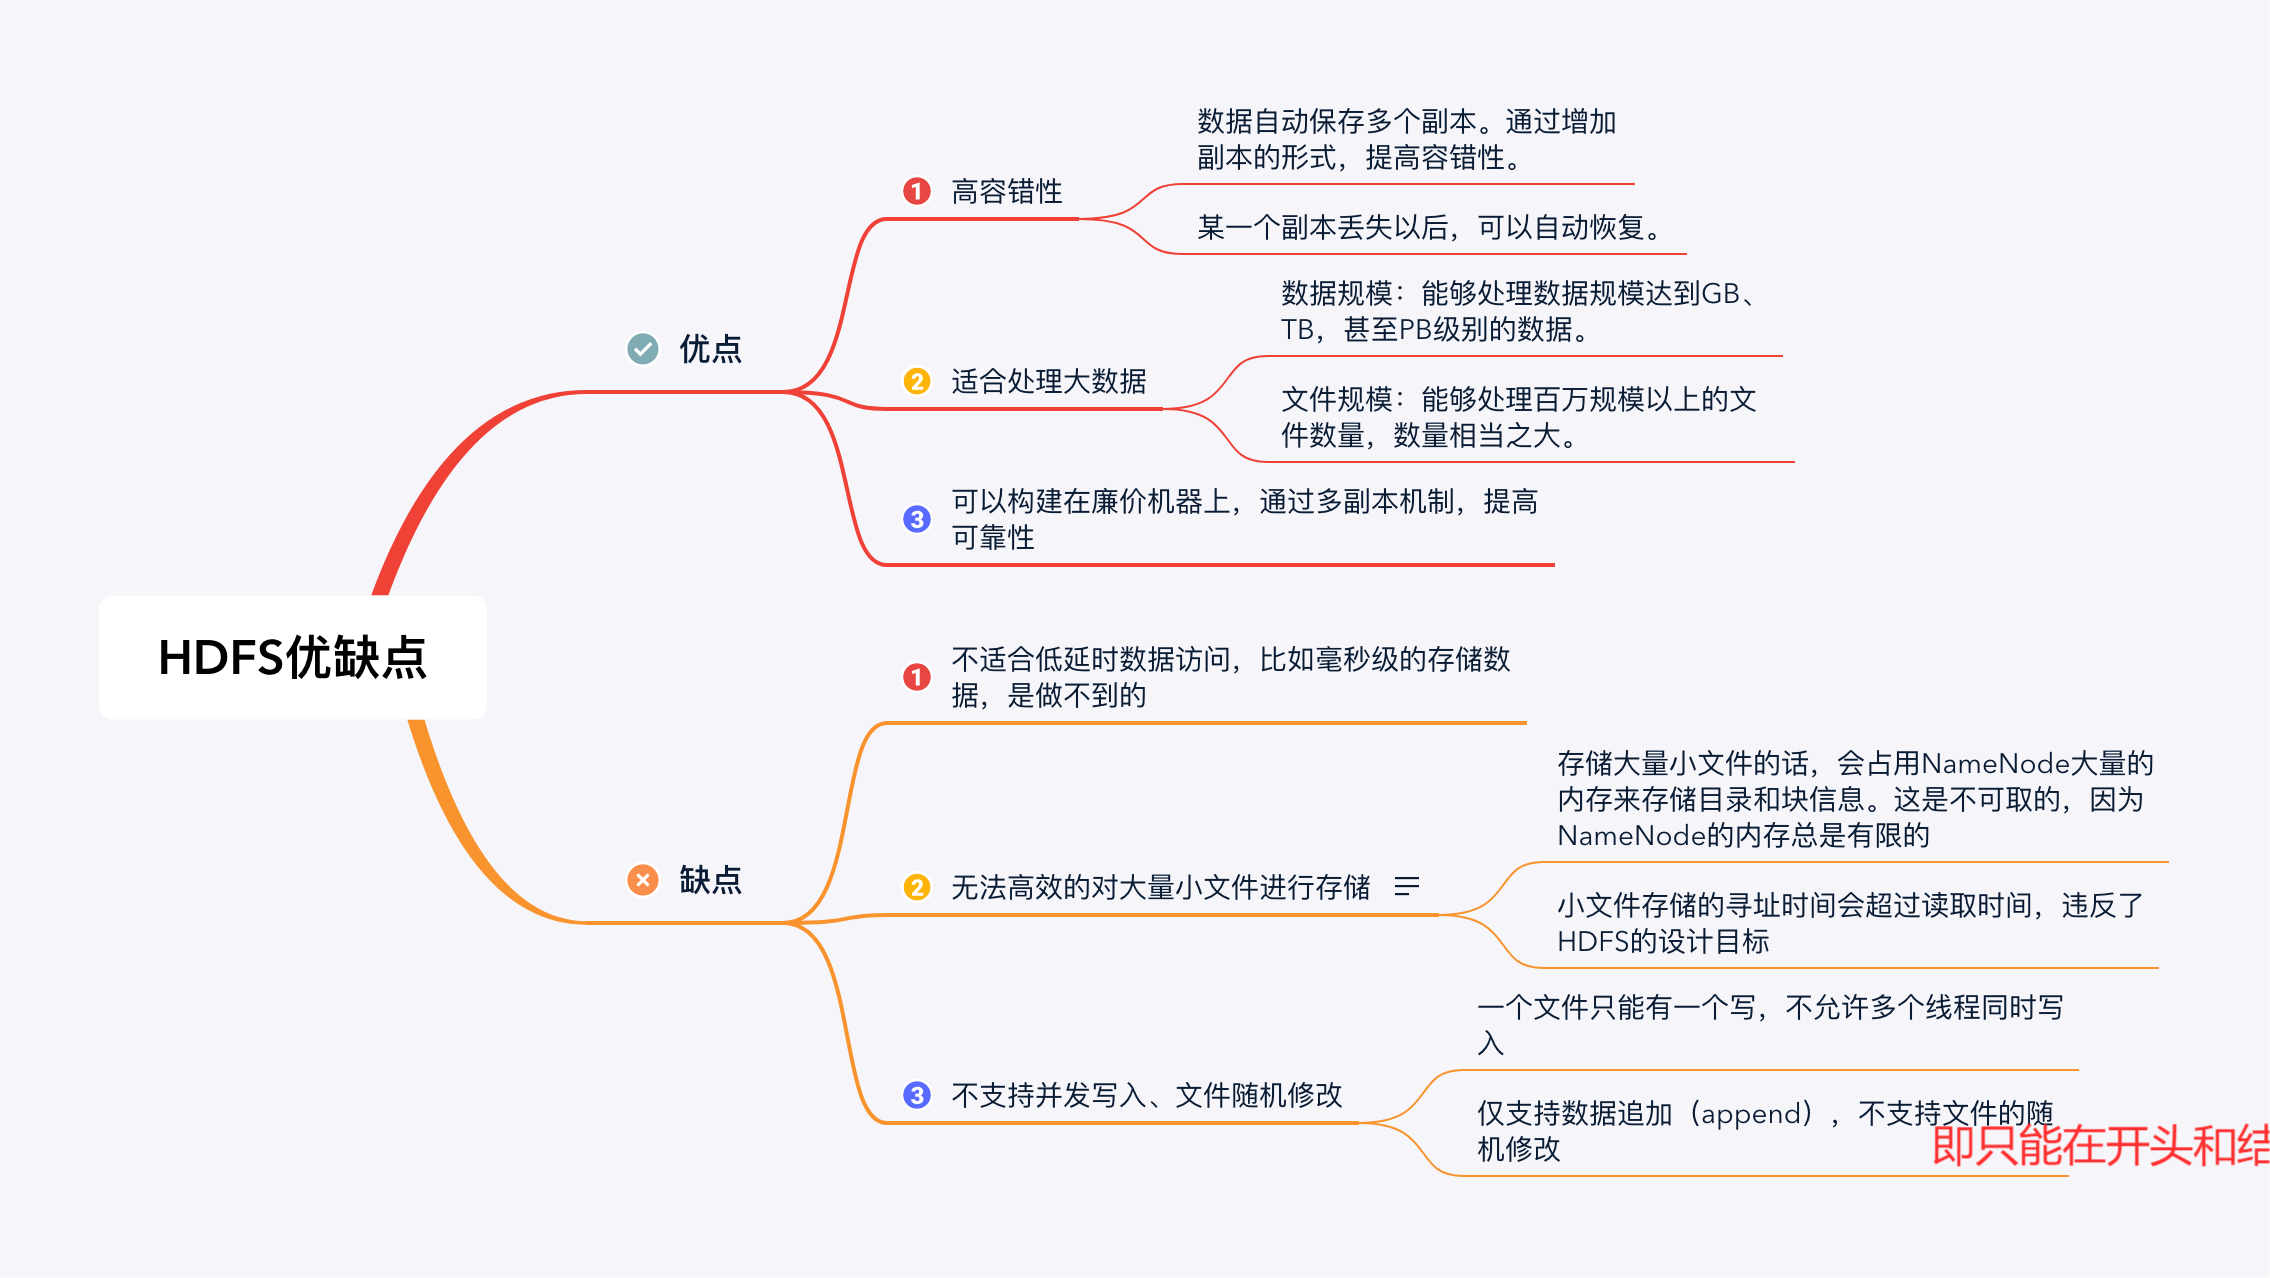 HDFS优缺点
优点
1 高容错性
数据自动保存多个副本。通过增加
副本的形式，提高容错性。
某一个副本丢失以后，可以自动恢复。
2 适合处理大数据
数据规模：能够处理数据规模达到GB、
TB，甚至PB级别的数据。
文件规模：能够处理百万规模以上的文
件数量，数量相当之大。
3 可以构建在廉价机器上，通过多副本机制，提高
可靠性
缺点
1 不适合低延时数据访问，比如毫秒级的存储数
据，是做不到的
2 无法高效的对大量小文件进行存储
存储大量小文件的话，会占用NameNode大量的
内存来存储目录和块信息。这是不可取的，因为
NameNode的内存总是有限的
小文件存储的寻址时间会超过读取时间，违反了
HDFS的设计目标
3 不支持并发写入、文件随机修改
一个文件只能有一个写，不允许多个线程同时写
入
仅支持数据追加（append），不支持文件的随
机修改
即只能在开头和结